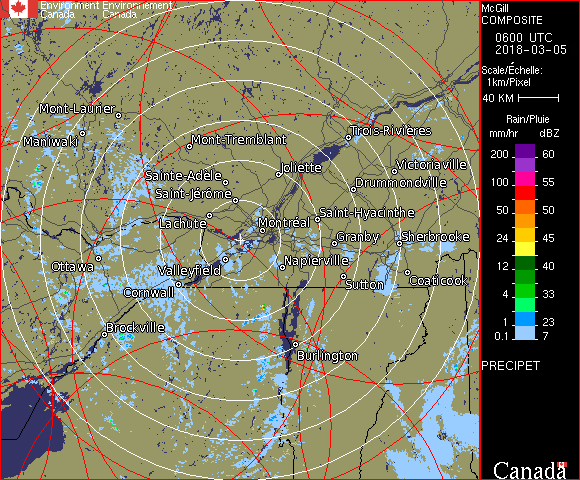 Environment Environnement
Canada Canada
McGill
COMPOSITE
0600 UTC
2018-03-05
Scale/Échelle:
1km/Pixel
40 KM
Rain/Pluie
mm/hr dBZ
200 60
150 55
100 55
50 50
24 45
12 40
4 33
1 23
0.1 7
PRECIPET
Canada
Mont-Laurier
Maniwaki
Mont-Tremblant
Trois-Rivières
Sainte-Adèle
Joliette
Victoriaville
Saint-Jérôme
Drummondville
Lachute
Montréal
Saint-Hyacinthe
Granby
Sherbrooke
Ottawa
Valleyfield
Napierville
Cornwall
Sutton
Coaticook
Brockville
Burlington